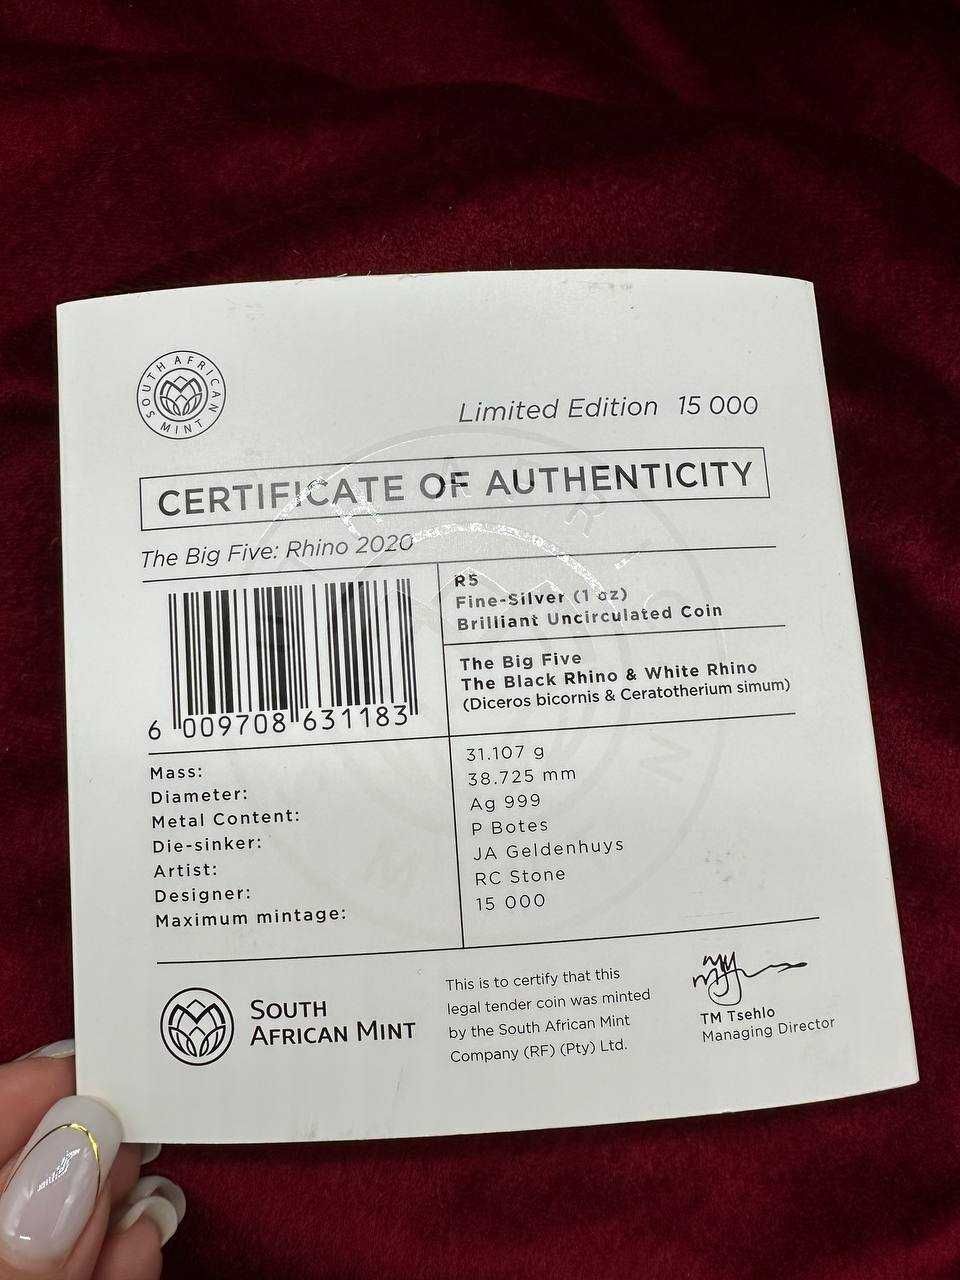 SOUTH AFRICAN MINT
Limited Edition 15 000
CERTIFICATE OF AUTHENTICITY
The Big Five: Rhino 2020
R5
Fine-Silver (1 oz)
Brilliant Uncirculated Coin
The Big Five
The Black Rhino & White Rhino
(Diceros bicornis & Ceratotherium simum)
6 009708 631183
Mass: 31.107 g
Diameter: 38.725 mm
Metal Content: Ag 999
Die-sinker: P Botes
Artist: JA Geldenhuys
Designer: RC Stone
Maximum mintage: 15 000
SOUTH
AFRICAN MINT
This is to certify that this
legal tender coin was minted
by the South African Mint
Company (RF) (Pty) Ltd.
TM Tsehlo
Managing Director